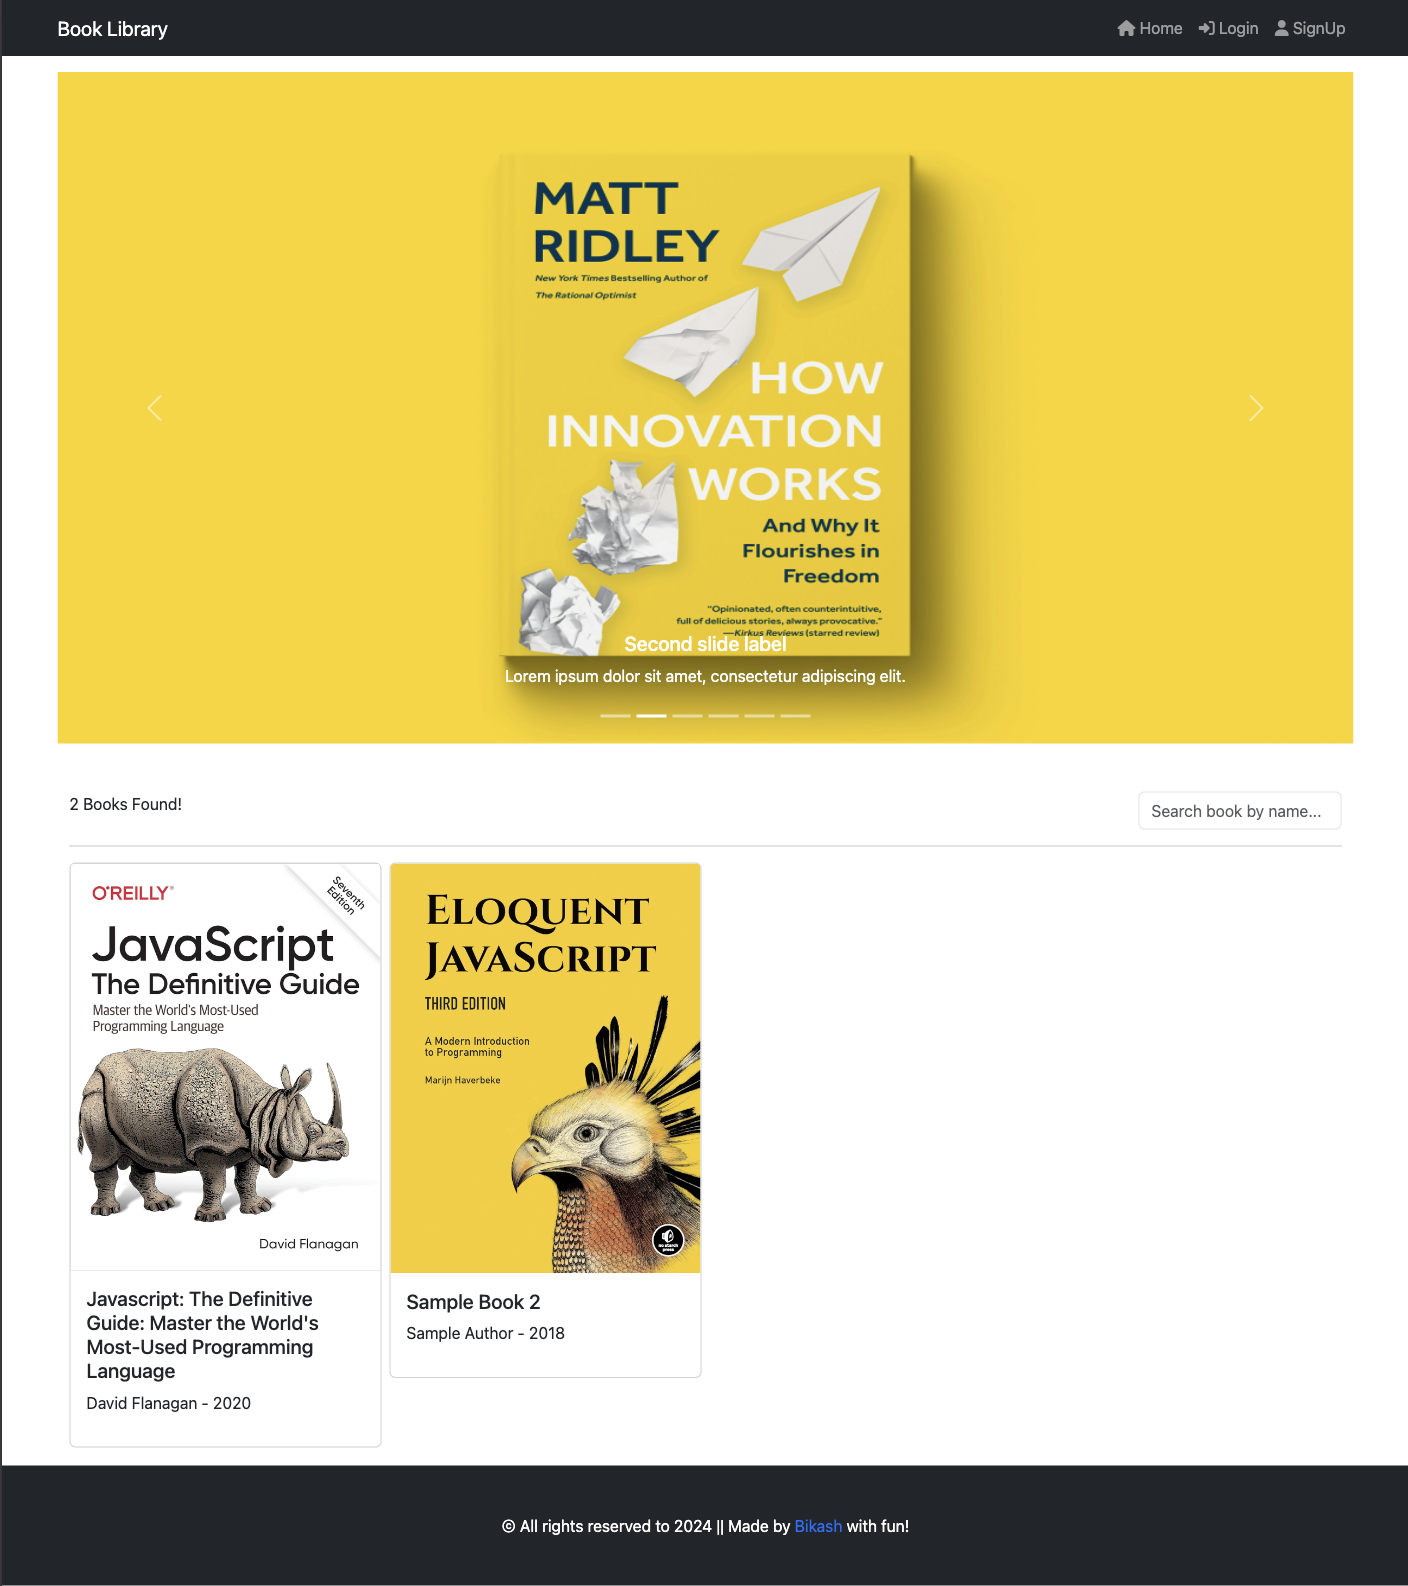 Book Library
Home Login SignUp
MATT
RIDLEY
New York Times Bestselling Author of
The Rational Optimist
HOW
INNOVATION
WORKS
And Why It
Flourishes in
Freedom
"Opinionated, often counterintuitive,
full of delicious stories, always provocative."
—Kirkus Reviews (starred review)
Second slide label
Lorem ipsum dolor sit amet, consectetur adipiscing elit.
2 Books Found!
Search book by name...
O'REILLY®
Seventh
Edition
JavaScript
The Definitive Guide
Master the World's Most-Used
Programming Language
David Flanagan
Javascript: The Definitive
Guide: Master the World's
Most-Used Programming
Language
David Flanagan - 2020
ELOQUENT
JAVASCRIPT
THIRD EDITION
A Modern Introduction
to Programming
Marijn Haverbeke
no starch
press
Sample Book 2
Sample Author - 2018
© All rights reserved to 2024 || Made by Bikash with fun!